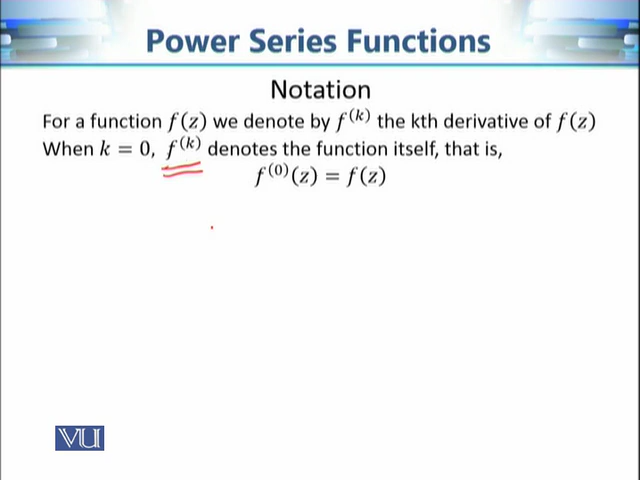 Power Series Functions
Notation
For a function f(z) we denote by f^(k) the kth derivative of f(z)
When k = 0, f^(k) denotes the function itself, that is,
f^(0)(z) = f(z)
VU